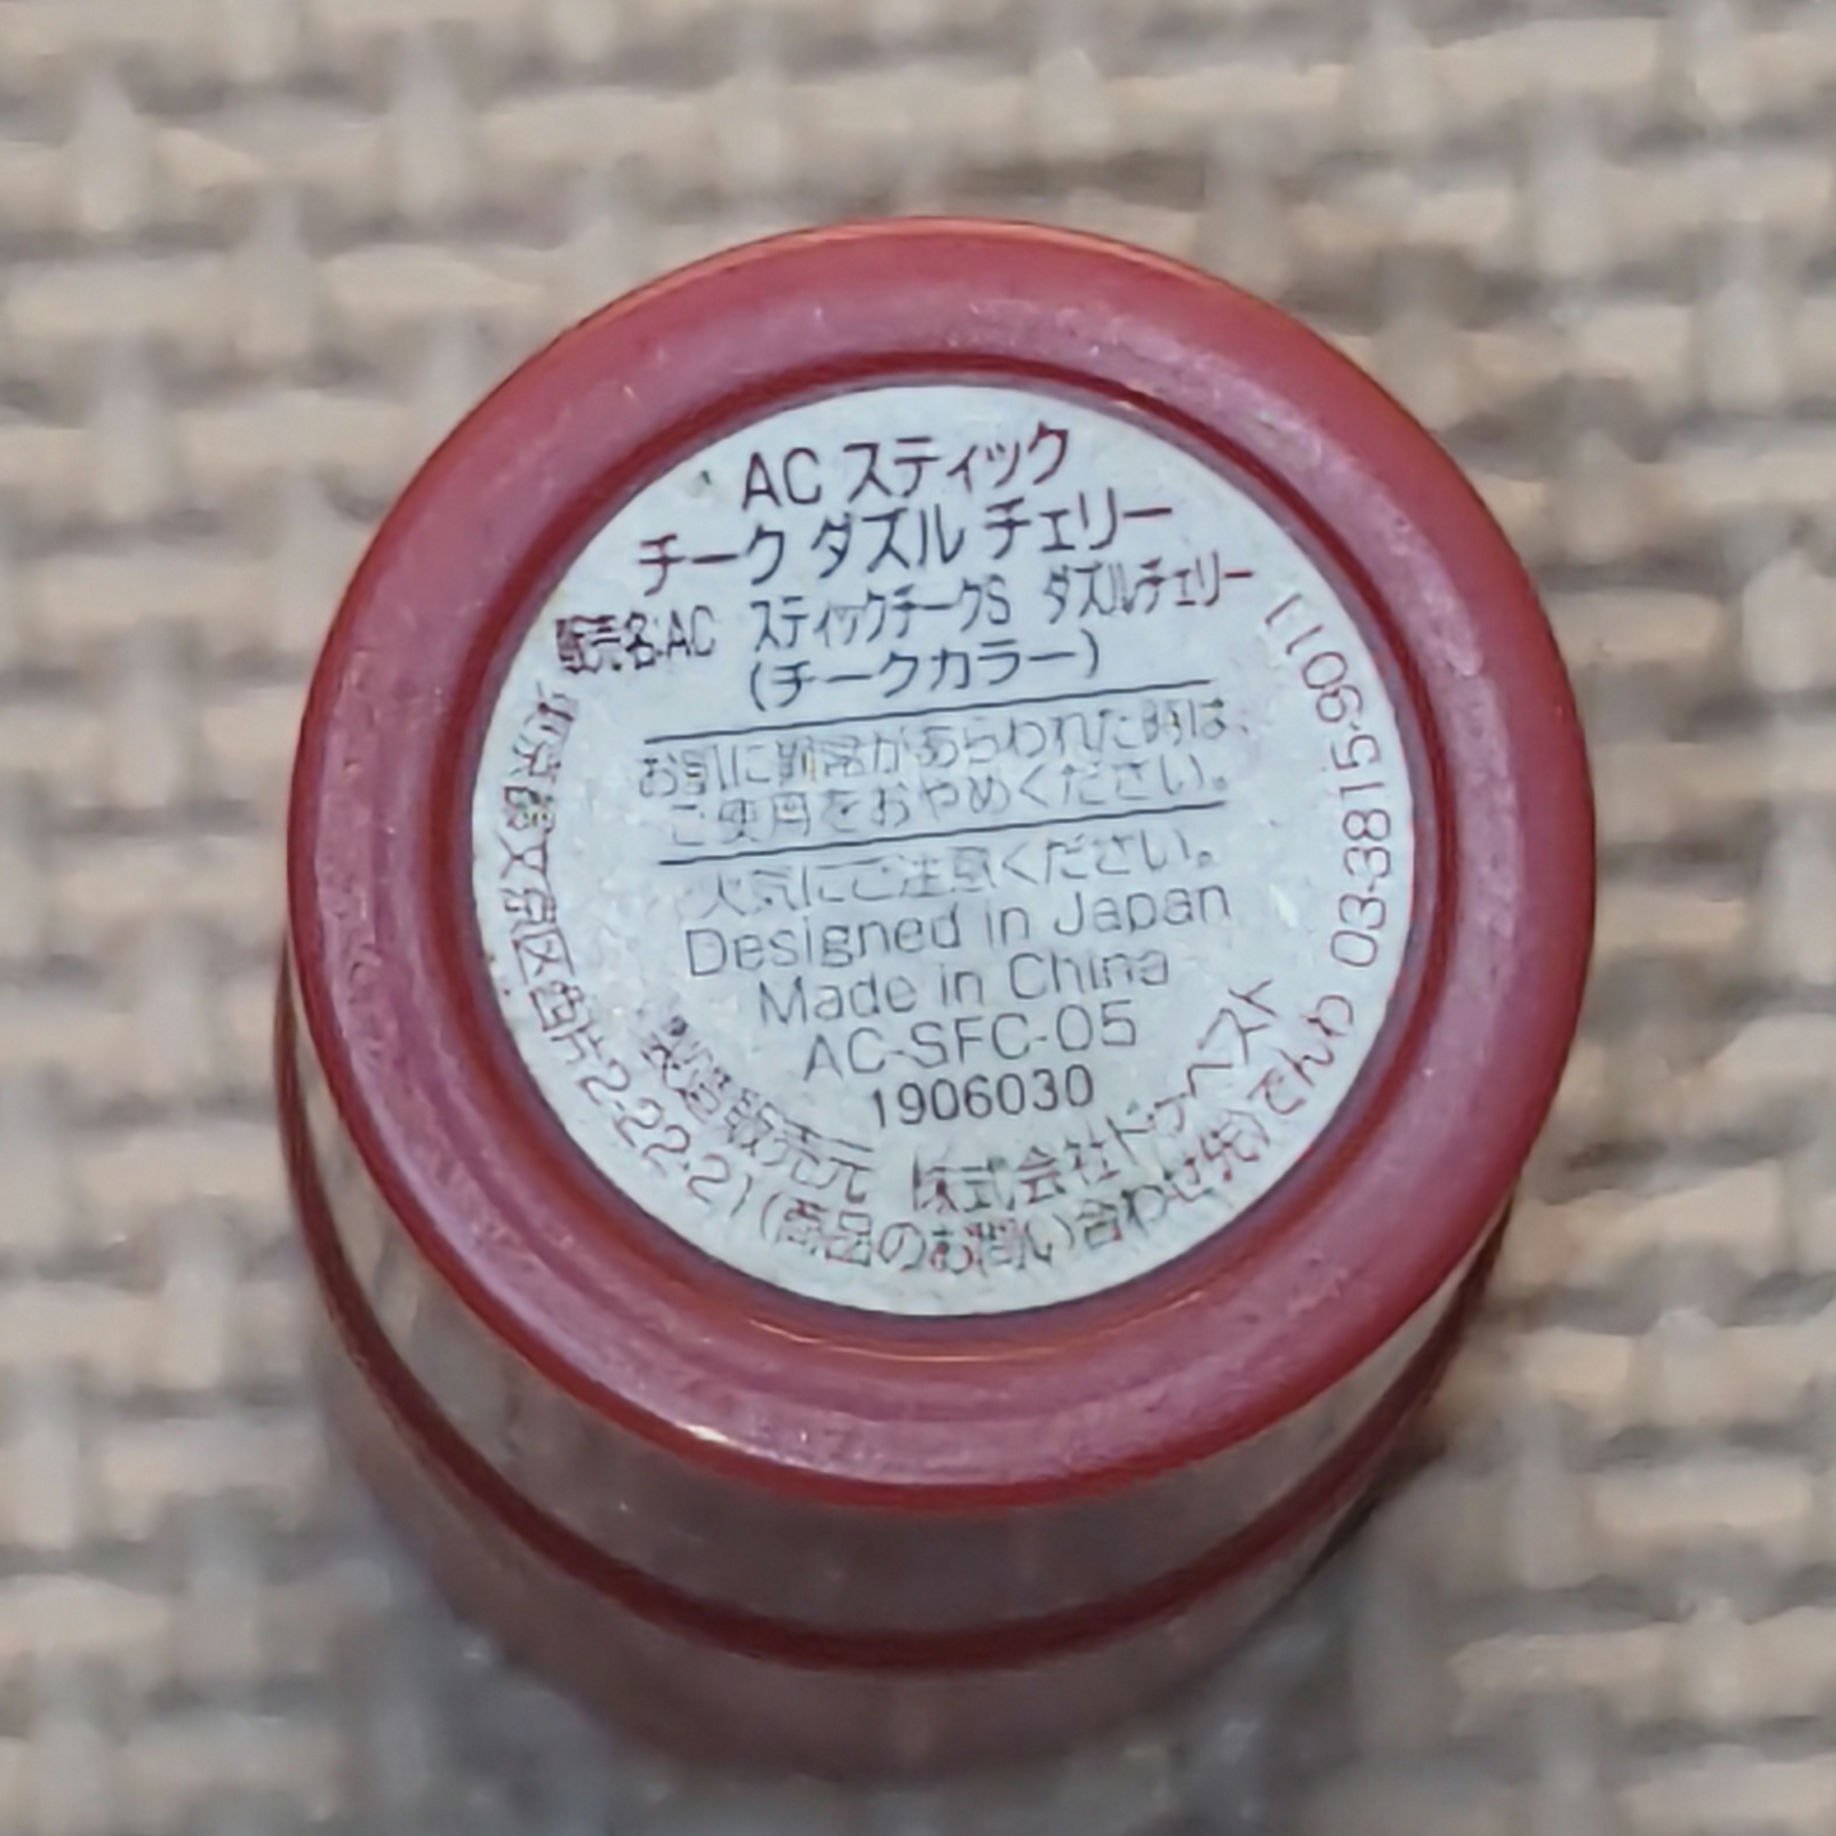 AC スティック
チーク ダズル チェリー
販売名:AC スティックチークS ダズルチェリー
(チークカラー)
お肌に があらわれた時は、
ご使用をおやめください。
火気にご注意ください。
Designed in Japan
Made in China
AC-SFC-05
1906030
製造販売元 株式会社ドゥ・ベスト
東京都文京区 2-22-21(商品のお問い合わせ先)でんわ 03-3815-9011